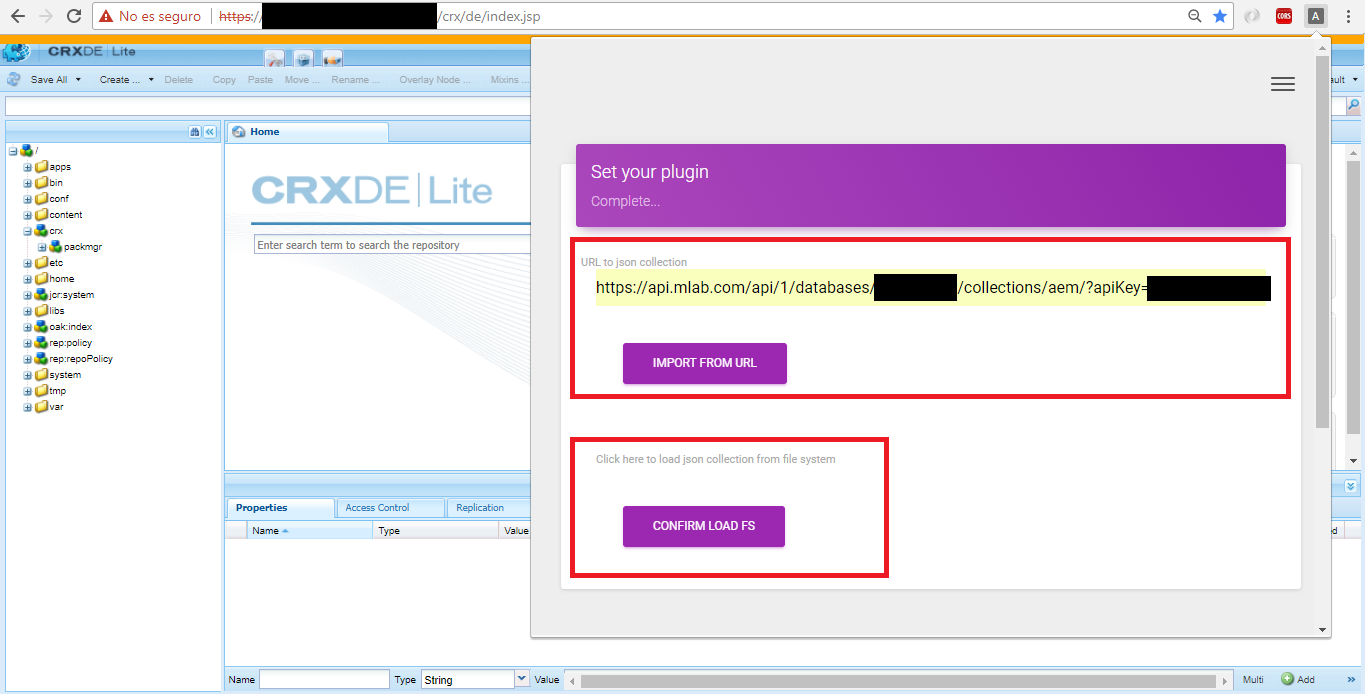 No es seguro https:// /crx/de/index.jsp CORS A
CRXDE Lite
Save All Create ... Delete Copy Paste Move ... Rename ... Overlay Node ... Mixins ...
Home
/
apps
bin
conf
content
crx
packmgr
etc
home
jcr:system
libs
oak:index
rep:policy
rep:repoPolicy
system
tmp
var
CRXDE Lite
Enter search term to search the repository
Set your plugin
Complete...
URL to json collection
https://api.mlab.com/api/1/databases/ /collections/aem/?apiKey=
IMPORT FROM URL
Click here to load json collection from file system
CONFIRM LOAD FS
Properties Access Control Replication
Name Type Value
Name Type String Value Multi Add